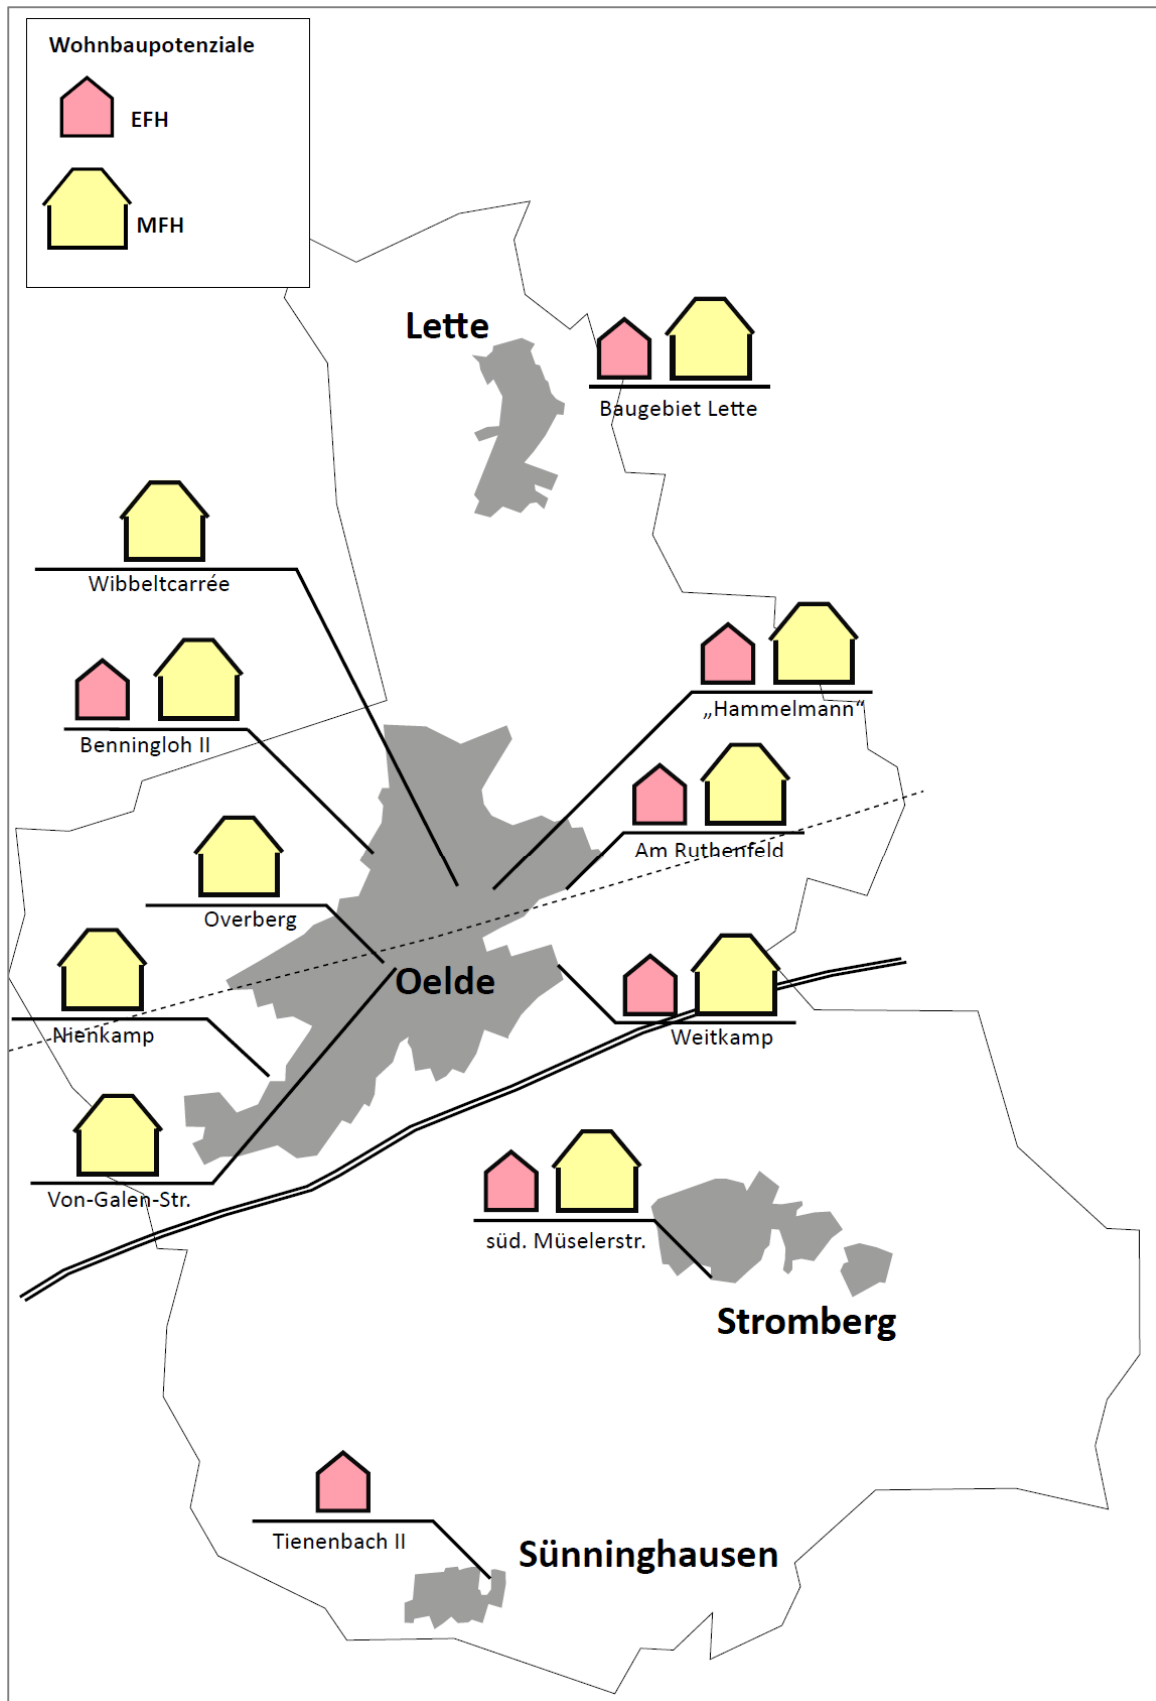 Wohnbaupotenziale
EFH
MFH
Lette
Baugebiet Lette
Wibbeltcarrée
„Hammelmann“
Benningloh II
Am Ruthenfeld
Overberg
Oelde
Nienkamp
Weitkamp
Von-Galen-Str.
süd. Müselerstr.
Stromberg
Tienenbach II
Sünninghausen